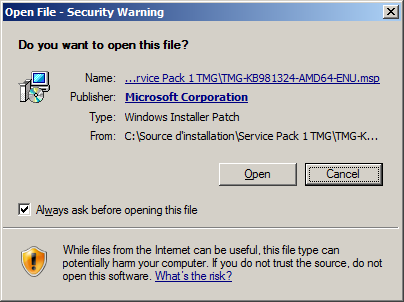 Open File - Security Warning
Do you want to open this file?
Name: ...rvice Pack 1 TMG\TMG-KB981324-AMD64-ENU.msp
Publisher: Microsoft Corporation
Type: Windows Installer Patch
From: C:\Source d'installation\Service Pack 1 TMG\TMG-K...
Open
Cancel
Always ask before opening this file
While files from the Internet can be useful, this file type can
potentially harm your computer. If you do not trust the source, do not
open this software. What's the risk?